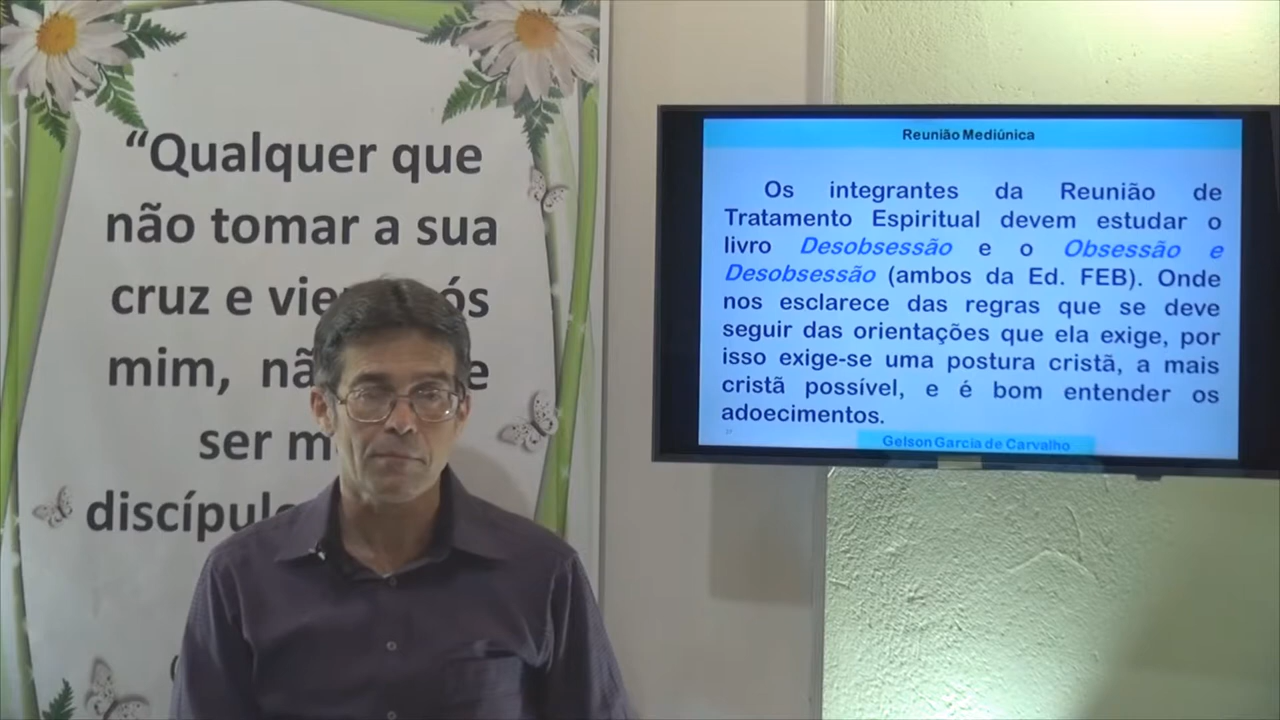 “Qualquer que
não tomar a sua
cruz e
mim,
ser
Reunião Mediúnica
Os integrantes da Reunião de
Tratamento Espiritual devem estudar o
livro Desobsessão e o Obsessão e
Desobsessão (ambos da Ed. FEB). Onde
nos esclarece das regras que se deve
seguir das orientações que ela exige, por
isso exige-se uma postura cristã, a mais
cristã possível, e é bom entender os
adoecimentos.
Gelson Garcia de Carvalho